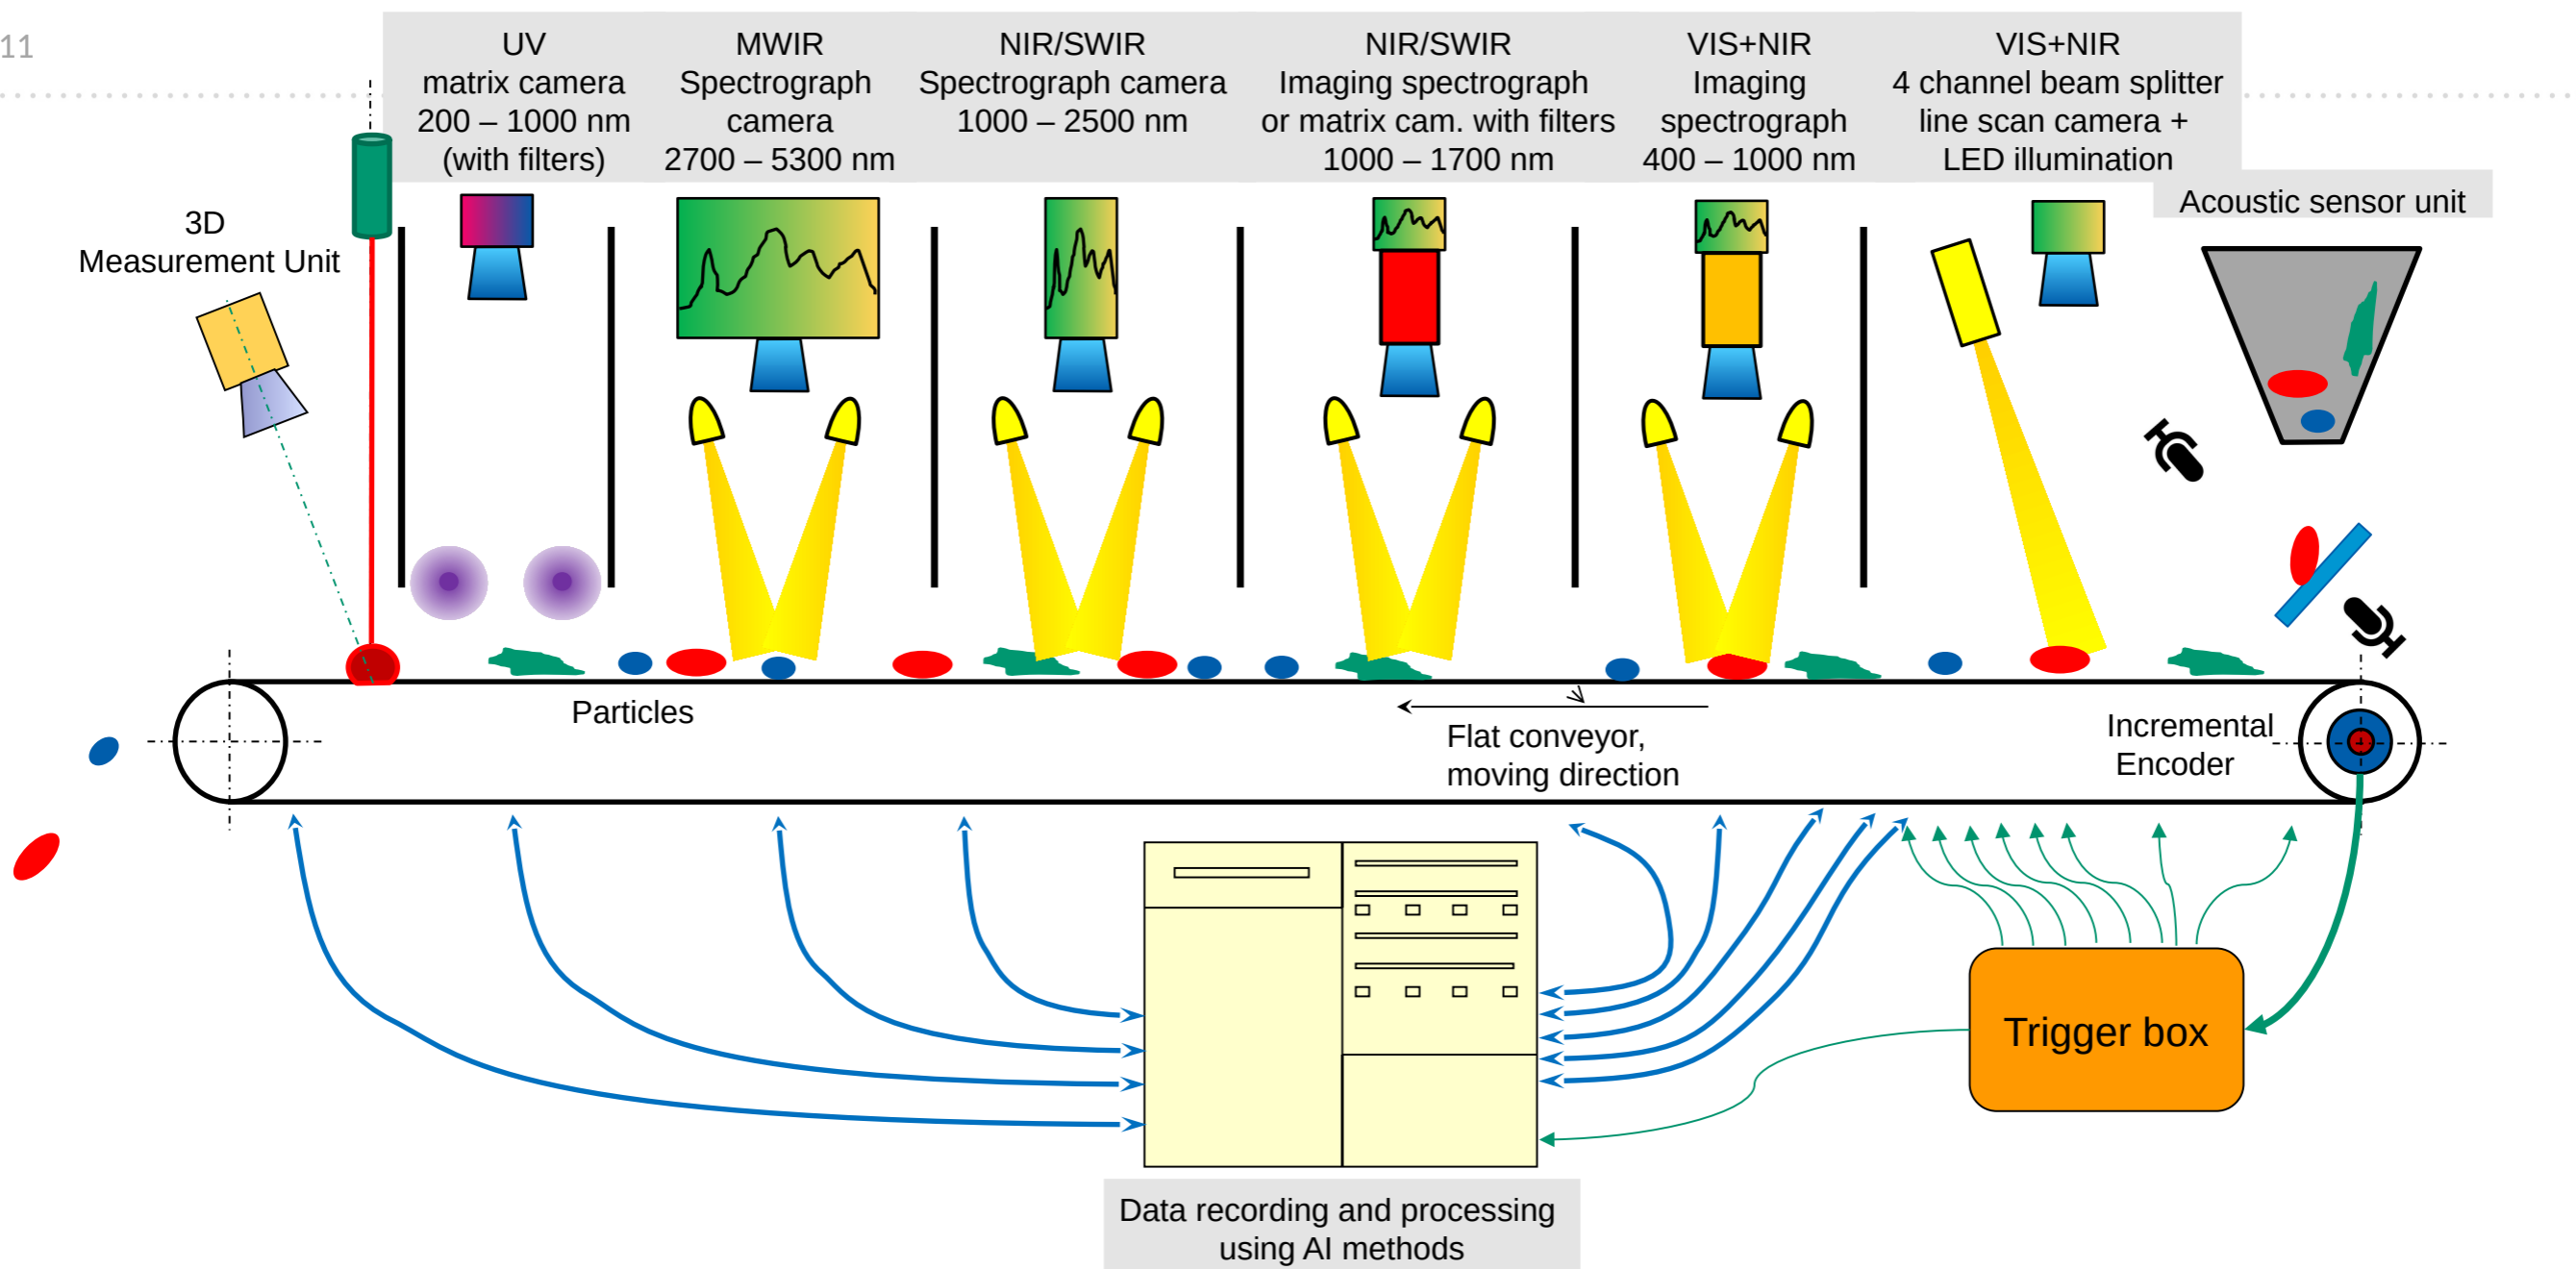 11
UV
matrix camera
200 – 1000 nm
(with filters)
MWIR
Spectrograph
camera
2700 – 5300 nm
NIR/SWIR
Spectrograph camera
1000 – 2500 nm
NIR/SWIR
Imaging spectrograph
or matrix cam. with filters
1000 – 1700 nm
VIS+NIR
Imaging
spectrograph
400 – 1000 nm
VIS+NIR
4 channel beam splitter
line scan camera +
LED illumination
Acoustic sensor unit
3D
Measurement Unit
Particles
Flat conveyor,
moving direction
Incremental
Encoder
Trigger box
Data recording and processing
using AI methods